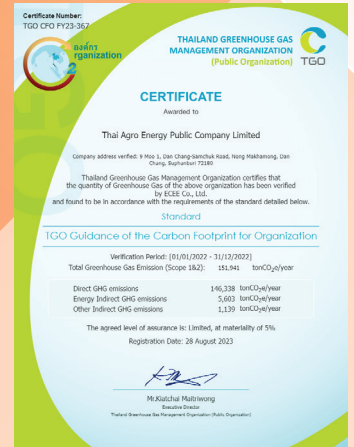 Certificate Number:
TGO CFO FY23-367
องค์กร
rganization
2
THAILAND GREENHOUSE GAS
MANAGEMENT ORGANIZATION
(Public Organization)
TGO
CERTIFICATE
Awarded to
Thai Agro Energy Public Company Limited
Company address verified: 9 Moo 1, Dan Chang-Samchuk Road, Nong Makhamong, Dan
Chang, Suphanburi 72180
Thailand Greenhouse Gas Management Organization certifies that
the quantity of Greenhouse Gas of the above organization has been verified
by ECEE Co., Ltd.
and found to be in accordance with the requirements of the standard detailed below.
Standard
TGO Guidance of the Carbon Footprint for Organization
Verification Period: [01/01/2022 - 31/12/2022]
Total Greenhouse Gas Emission (Scope 1&2): 151,941 tonCO₂e/year
Direct GHG emissions 146,338 tonCO₂e/year
Energy Indirect GHG emissions 5,603 tonCO₂e/year
Other Indirect GHG emissions 1,139 tonCO₂e/year
The agreed level of assurance is: Limited, at materiality of 5%
Registration Date: 28 August 2023
Mr.Kiatchai Maitriwong
Executive Director
Thailand Greenhouse Gas Management Organization (Public Organization)